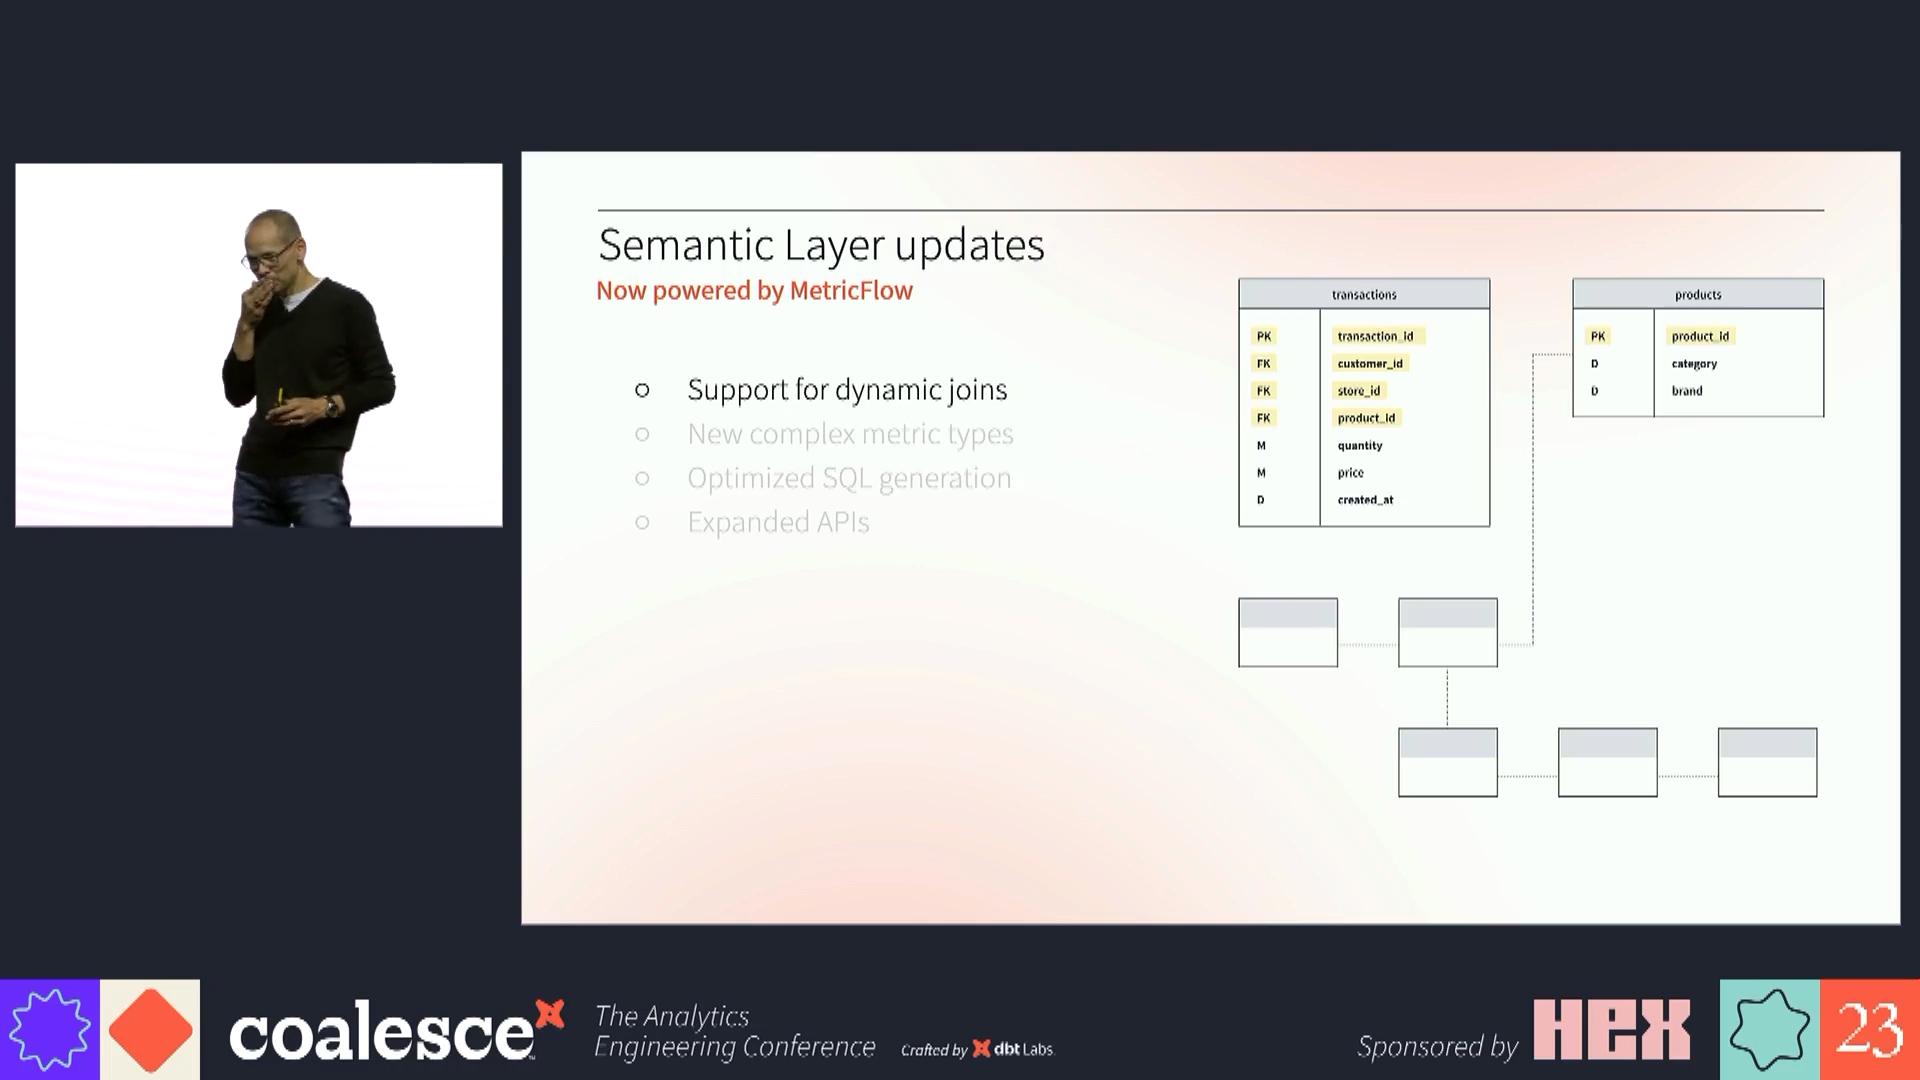 Semantic Layer updates
Now powered by MetricFlow
Support for dynamic joins
New complex metric types
Optimized SQL generation
Expanded APIs
transactions
PK transaction_id
FK customer_id
FK store_id
FK product_id
M quantity
M price
D created_at
products
PK product_id
D category
D brand
coalesce
The Analytics
Engineering Conference
Crafted by dbt Labs
Sponsored by HEX
23